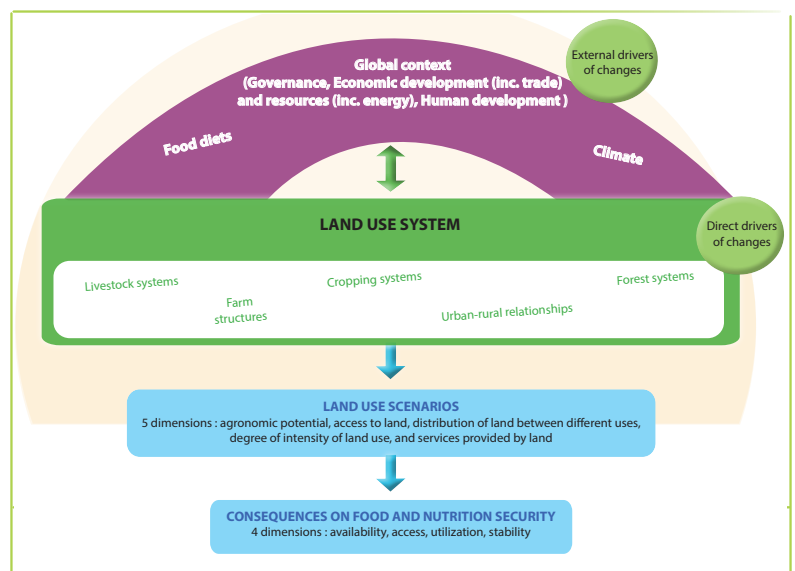 External drivers
of changes
Global context
(Governance, Economic development (inc. trade)
and resources (inc. energy), Human development )
Food diets
Climate
LAND USE SYSTEM
Direct drivers
of changes
Livestock systems
Cropping systems
Forest systems
Farm
structures
Urban-rural relationships
LAND USE SCENARIOS
5 dimensions : agronomic potential, access to land, distribution of land between different uses,
degree of intensity of land use, and services provided by land
CONSEQUENCES ON FOOD AND NUTRITION SECURITY
4 dimensions : availability, access, utilization, stability